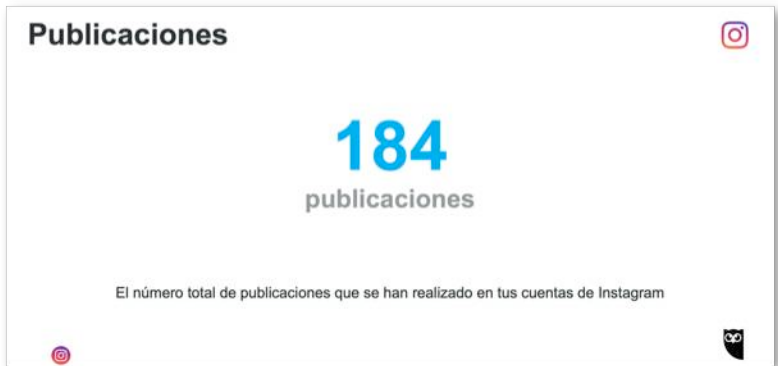 Publicaciones
184
publicaciones
El número total de publicaciones que se han realizado en tus cuentas de Instagram